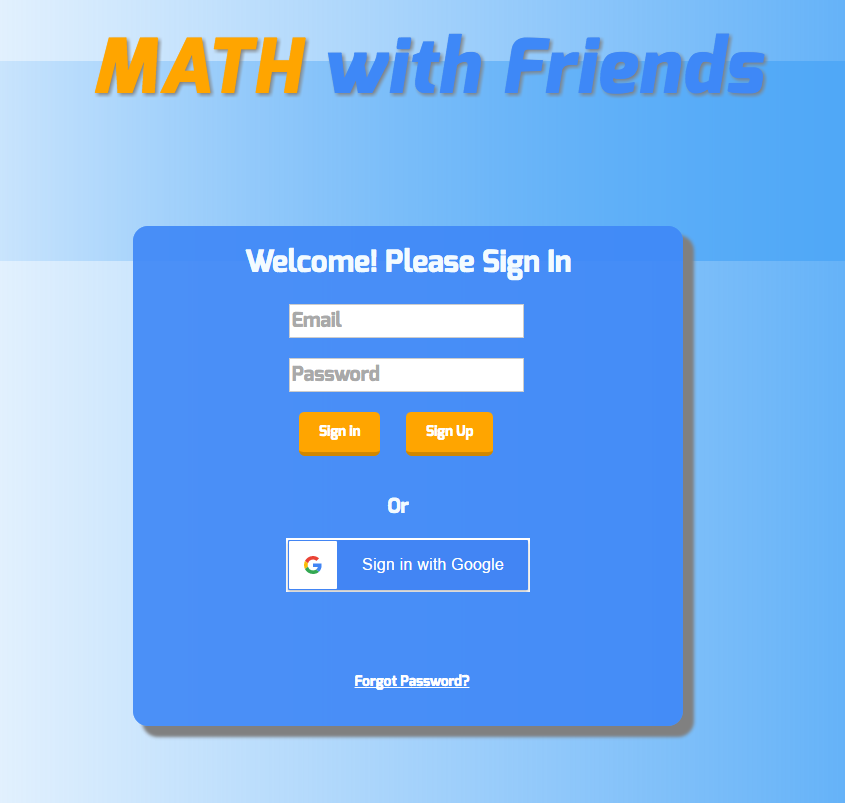 MATH with Friends
Welcome! Please Sign In
Email
Password
Sign In Sign Up
Or
Sign in with Google
Forgot Password?